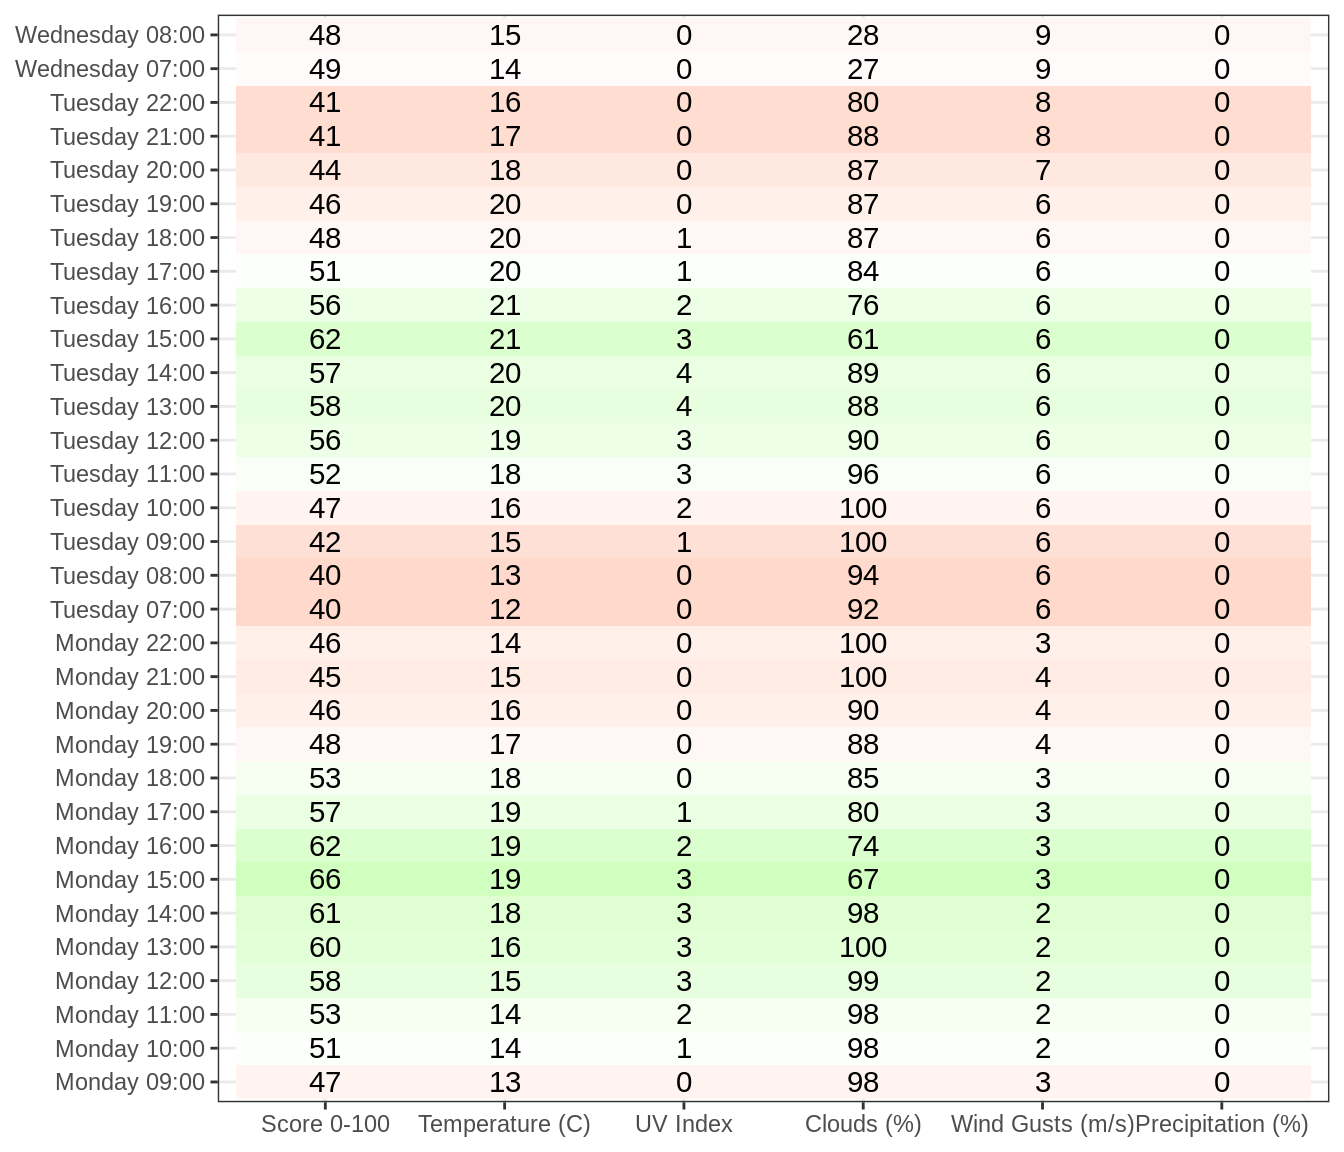 Wednesday 08:00 48 15 0 28 9 0
Wednesday 07:00 49 14 0 27 9 0
Tuesday 22:00 41 16 0 80 8 0
Tuesday 21:00 41 17 0 88 8 0
Tuesday 20:00 44 18 0 87 7 0
Tuesday 19:00 46 20 0 87 6 0
Tuesday 18:00 48 20 1 87 6 0
Tuesday 17:00 51 20 1 84 6 0
Tuesday 16:00 56 21 2 76 6 0
Tuesday 15:00 62 21 3 61 6 0
Tuesday 14:00 57 20 4 89 6 0
Tuesday 13:00 58 20 4 88 6 0
Tuesday 12:00 56 19 3 90 6 0
Tuesday 11:00 52 18 3 96 6 0
Tuesday 10:00 47 16 2 100 6 0
Tuesday 09:00 42 15 1 100 6 0
Tuesday 08:00 40 13 0 94 6 0
Tuesday 07:00 40 12 0 92 6 0
Monday 22:00 46 14 0 100 3 0
Monday 21:00 45 15 0 100 4 0
Monday 20:00 46 16 0 90 4 0
Monday 19:00 48 17 0 88 4 0
Monday 18:00 53 18 0 85 3 0
Monday 17:00 57 19 1 80 3 0
Monday 16:00 62 19 2 74 3 0
Monday 15:00 66 19 3 67 3 0
Monday 14:00 61 18 3 98 2 0
Monday 13:00 60 16 3 100 2 0
Monday 12:00 58 15 3 99 2 0
Monday 11:00 53 14 2 98 2 0
Monday 10:00 51 14 1 98 2 0
Monday 09:00 47 13 0 98 3 0
Score 0-100 Temperature (C) UV Index Clouds (%) Wind Gusts (m/s) Precipitation (%)